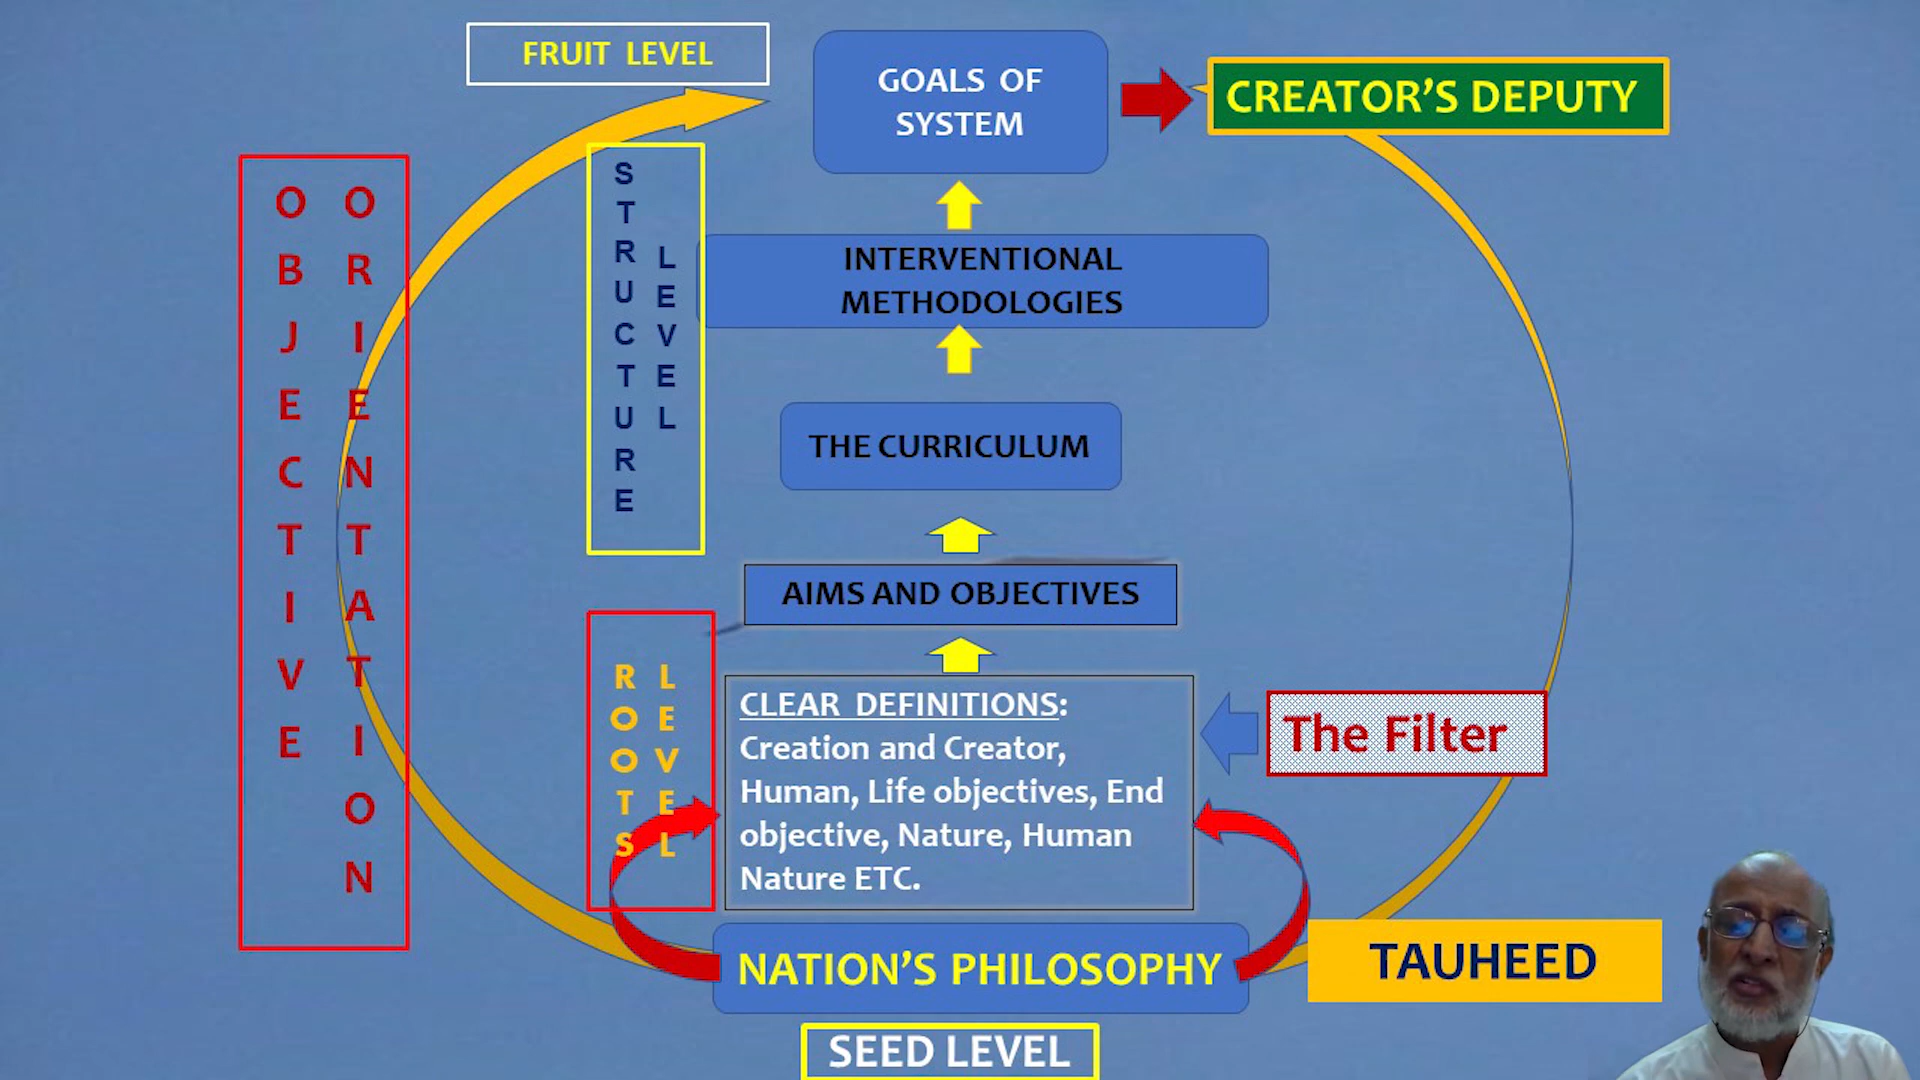 FRUIT LEVEL
GOALS OF
SYSTEM
CREATOR'S DEPUTY
OBJECTIVE
ORIENTATION
STRUCTURE
LEVEL
INTERVENTIONAL
METHODOLOGIES
THE CURRICULUM
AIMS AND OBJECTIVES
ROOTS
LEVEL
CLEAR DEFINITIONS:
Creation and Creator,
Human, Life objectives, End
objective, Nature, Human
Nature ETC.
The Filter
NATION'S PHILOSOPHY
TAUHEED
SEED LEVEL